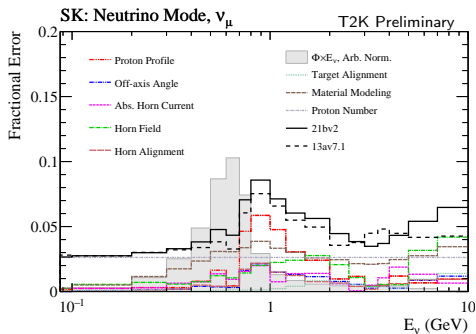 SK: Neutrino Mode, νμ
T2K Preliminary
Fractional Error
0.2
0.15
0.1
0.05
0
Proton Profile
Off-axis Angle
Abs. Horn Current
Horn Field
Horn Alignment
Φ×Eν, Arb. Norm.
Target Alignment
Material Modeling
Proton Number
21bv2
13av7.1
10⁻¹
1
10
Eν (GeV)